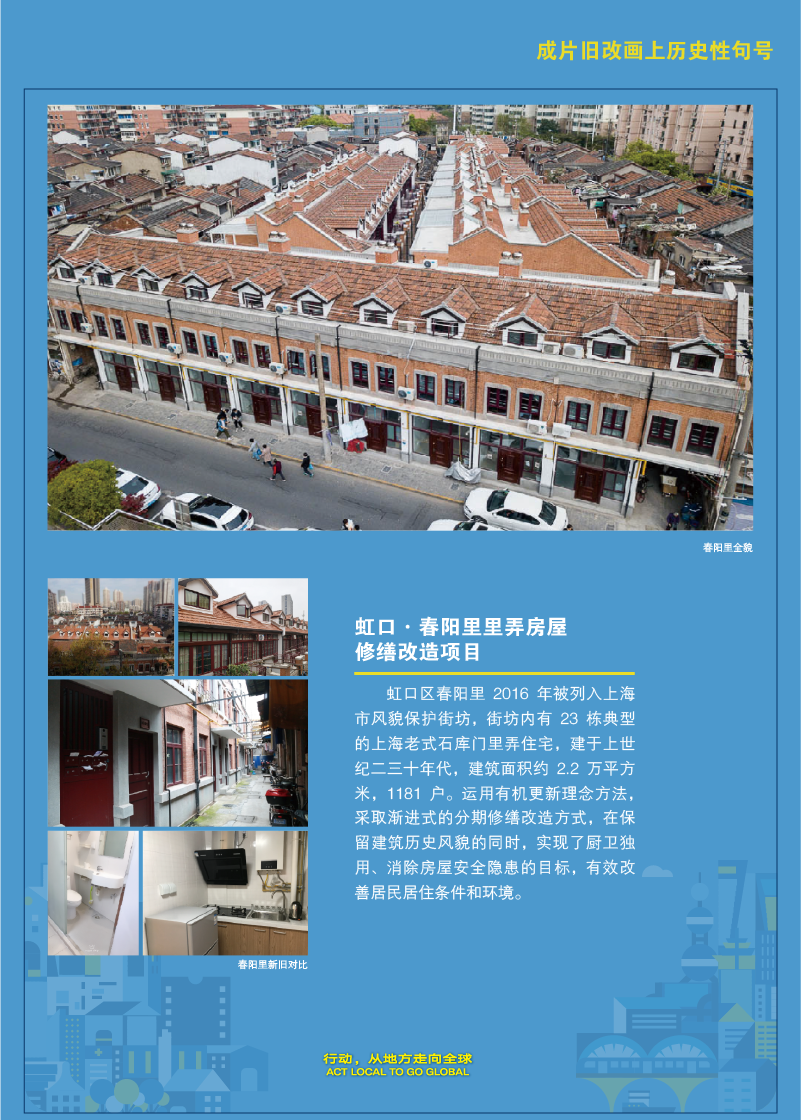 成片旧改画上历史性句号
春阳里全貌
虹口·春阳里里弄房屋
修缮改造项目
虹口区春阳里 2016 年被列入上海
市风貌保护街坊，街坊内有 23 栋典型
的上海老式石库门里弄住宅，建于上世
纪二三十年代，建筑面积约 2.2 万平方
米，1181 户。运用有机更新理念方法，
采取渐进式的分期修缮改造方式，在保
留建筑历史风貌的同时，实现了厨卫独
用、消除房屋安全隐患的目标，有效改
善居民居住条件和环境。
春阳里新旧对比
行动，从地方走向全球
ACT LOCAL TO GO GLOBAL